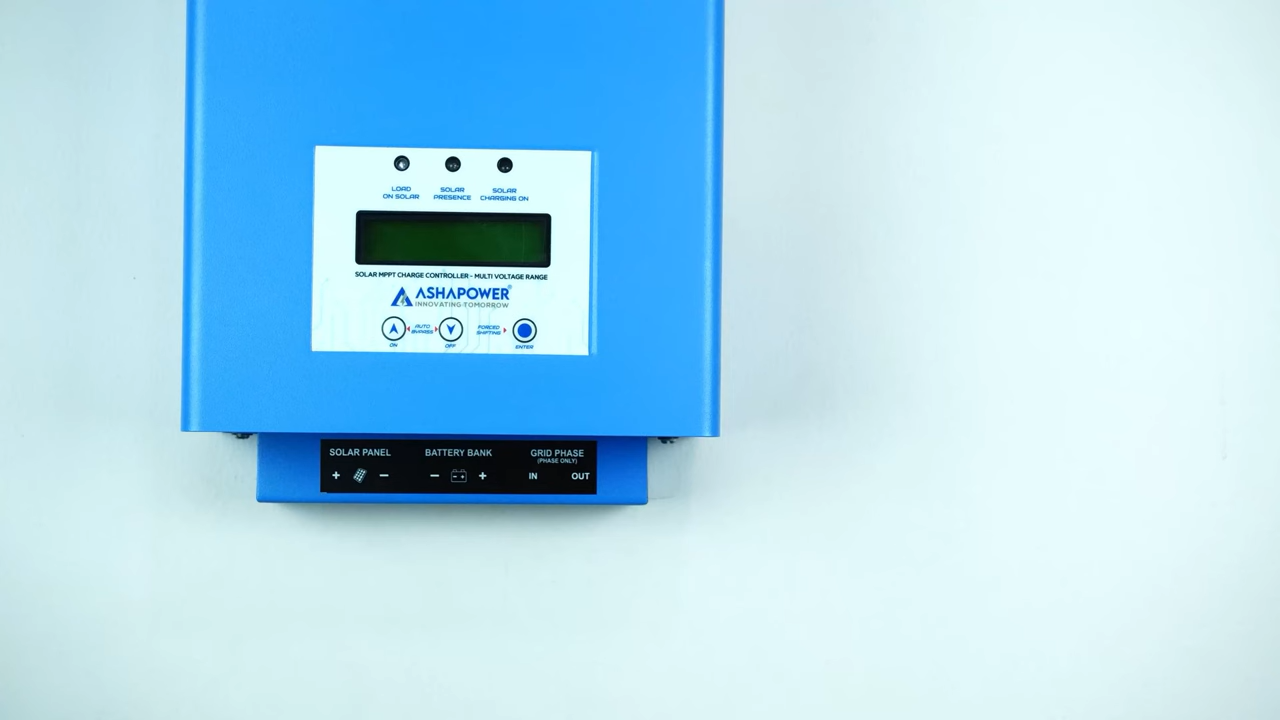 LOAD
ON SOLAR
SOLAR
PRESENCE
SOLAR
CHARGING ON
SOLAR MPPT CHARGE CONTROLLER - MULTI VOLTAGE RANGE
ASHAPOWER®
INNOVATING TOMORROW
AUTO
BYPASS
FORCED
SHIFTING
ON
OFF
ENTER
SOLAR PANEL
+ −
BATTERY BANK
− +
GRID PHASE
(PHASE ONLY)
IN OUT